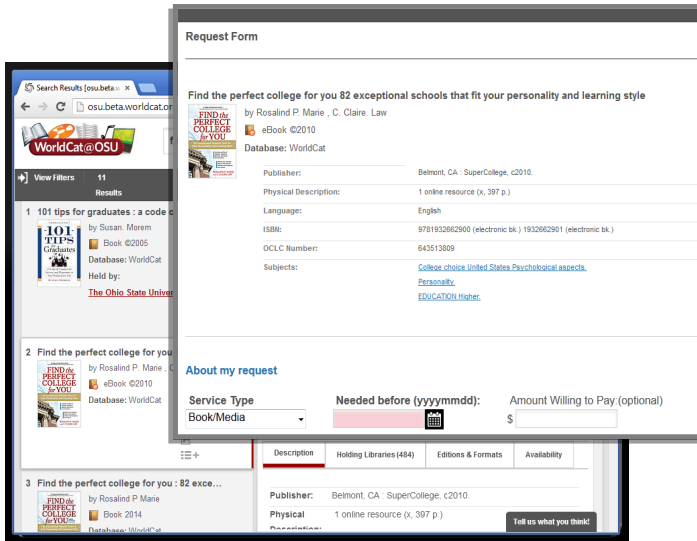 Request Form
Find the perfect college for you 82 exceptional schools that fit your personality and learning style
FIND the
PERFECT
COLLEGE
for YOU
by Rosalind P. Marie , C. Claire. Law
eBook ©2010
Database: WorldCat
Publisher: Belmont, CA : SuperCollege, c2010.
Physical Description: 1 online resource (x, 397 p.)
Language: English
ISBN: 9781932662900 (electronic bk.) 1932662901 (electronic bk.)
OCLC Number: 643513809
Subjects: College choice United States Psychological aspects.
Personality.
EDUCATION Higher.
About my request
Service Type Needed before (yyyymmdd): Amount Willing to Pay:(optional)
Book/Media $
Search Results [osu.beta.w
osu.beta.worldcat.or
WorldCat@OSU
View Filters 11
Results
1 101 tips for graduates : a code o
-101-
TIPS
for
Graduates
by Susan. Morem
Book ©2005
Database: WorldCat
Held by:
The Ohio State Univer
2 Find the perfect college for you
FIND the
PERFECT
COLLEGE
for YOU
by Rosalind P. Marie , C
eBook ©2010
Database: WorldCat
3 Find the perfect college for you : 82 exce…
FIND the
PERFECT
COLLEGE
for YOU
by Rosalind P Marie
Book 2014
Database: WorldCat
Description Holding Libraries (484) Editions & Formats Availability
Publisher: Belmont, CA : SuperCollege, c2010.
Physical 1 online resource (x, 397 p.)
Description:
Tell us what you think!